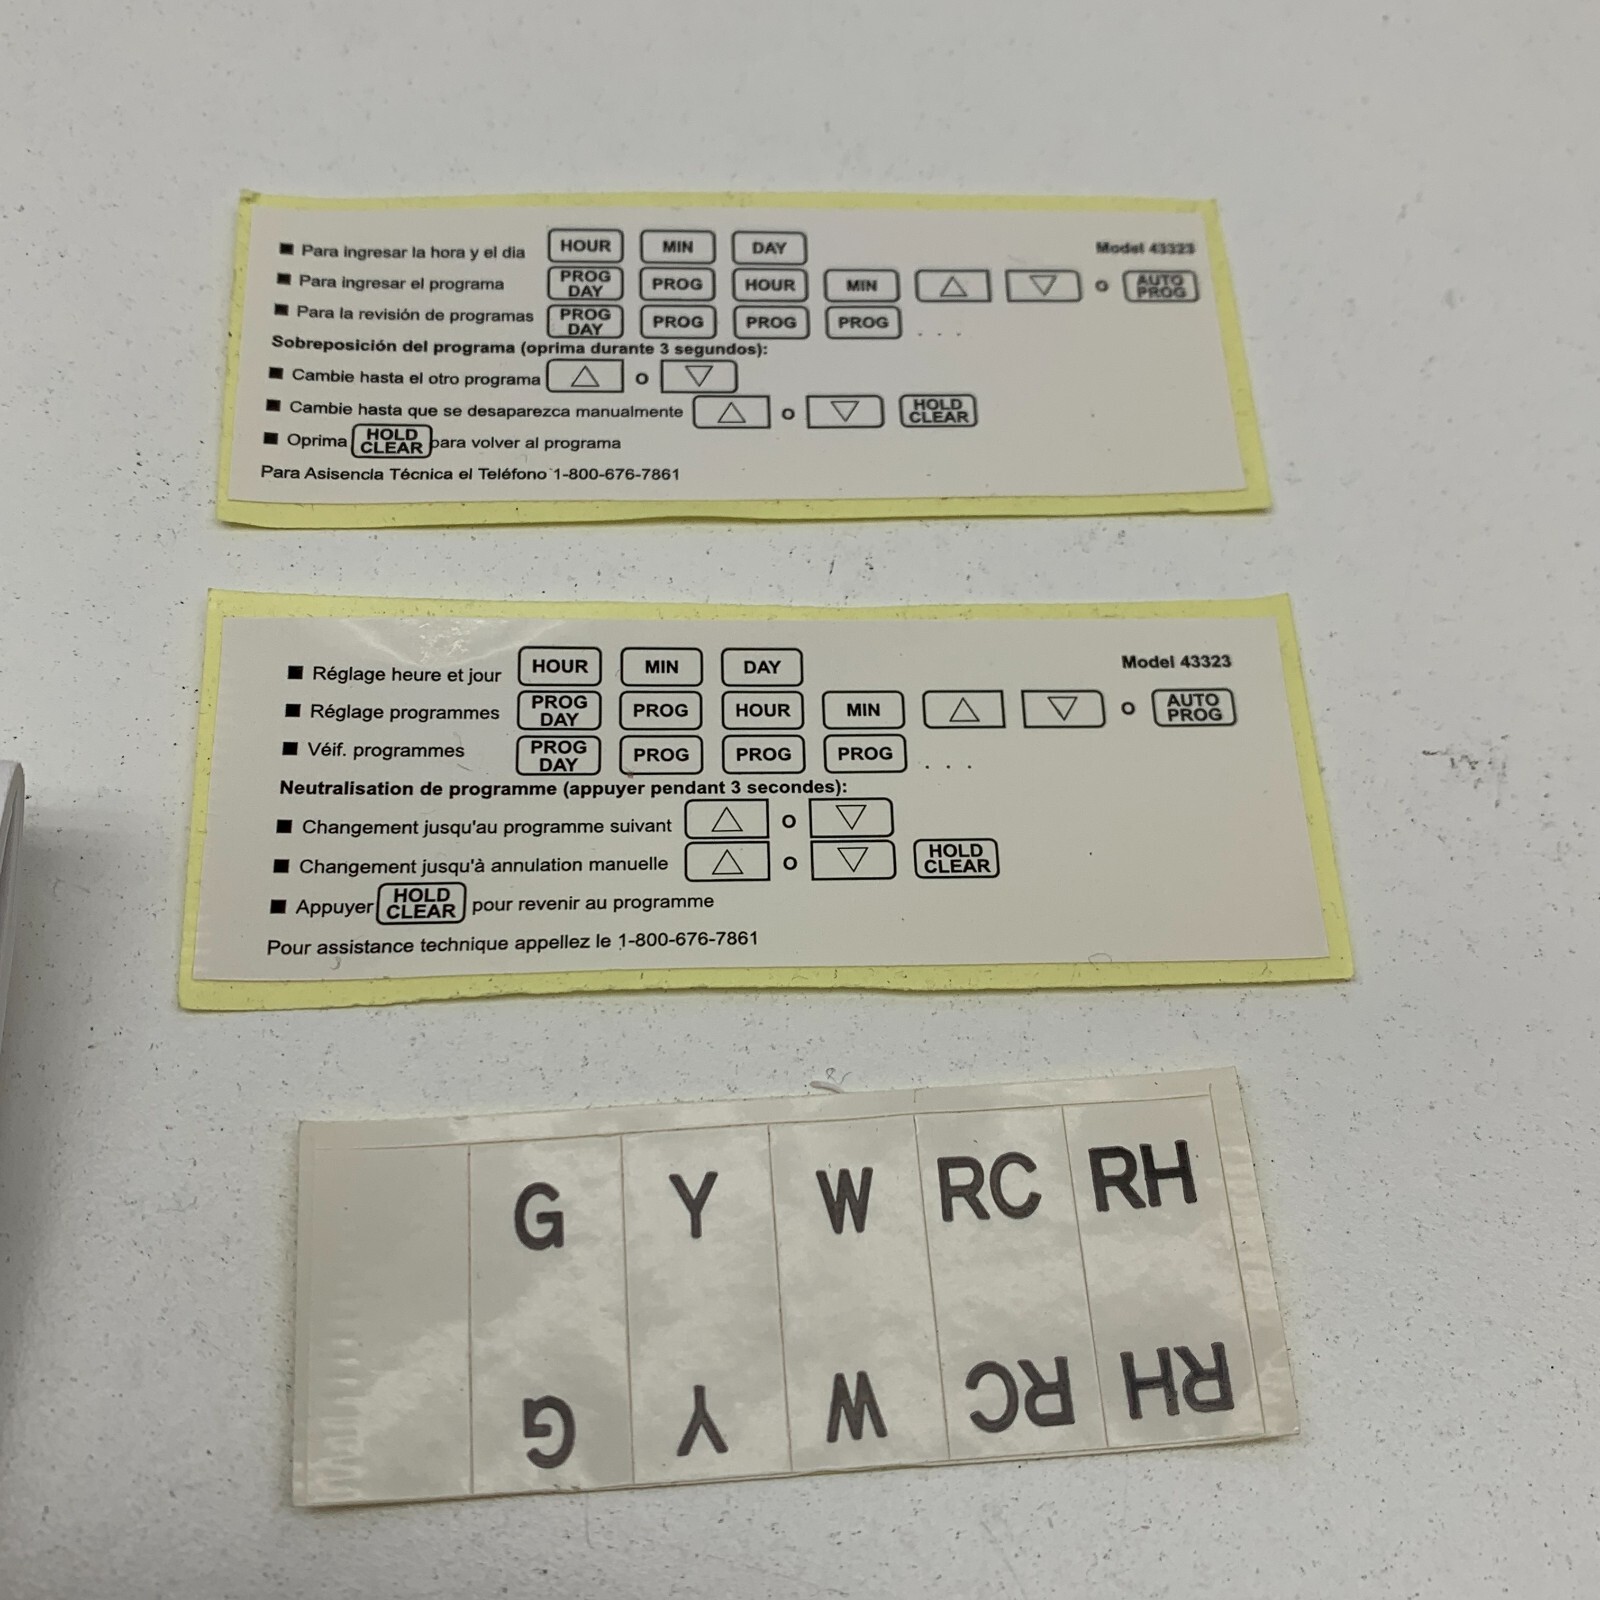 ■ Para ingresar la hora y el dia HOUR MIN DAY Model 43323
■ Para ingresar el programa PROG DAY PROG HOUR MIN △ ▽ o AUTO PROG
■ Para la revisión de programas PROG DAY PROG PROG PROG . . .
Sobreposición del programa (oprima durante 3 segundos):
■ Cambie hasta el otro programa △ o ▽
■ Cambie hasta que se desaparezca manualmente △ o ▽ HOLD CLEAR
■ Oprima HOLD CLEAR para volver al programa
Para Asisencla Técnica el Teléfono 1-800-676-7861
■ Réglage heure et jour HOUR MIN DAY Model 43323
■ Réglage programmes PROG DAY PROG HOUR MIN △ ▽ o AUTO PROG
■ Véif. programmes PROG DAY PROG PROG PROG . . .
Neutralisation de programme (appuyer pendant 3 secondes):
■ Changement jusqu'au programme suivant △ o ▽
■ Changement jusqu'à annulation manuelle △ o ▽ HOLD CLEAR
■ Appuyer HOLD CLEAR pour revenir au programme
Pour assistance technique appellez le 1-800-676-7861
G Y W RC RH
G Y W RC RH